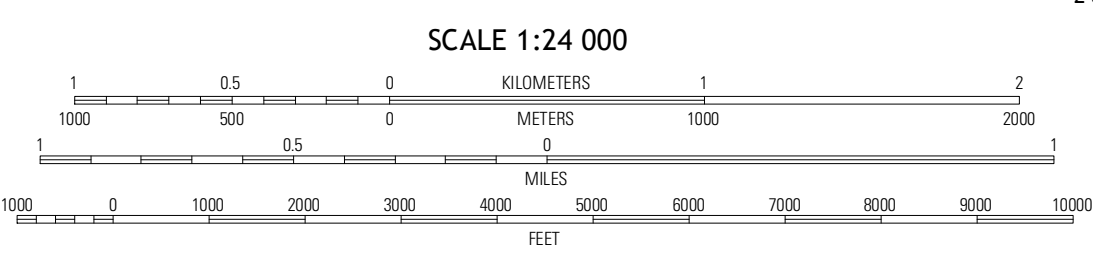 SCALE 1:24 000
1 0.5 0 KILOMETERS 1 2
1000 500 0 METERS 1000 2000
1 0.5 0 1
MILES
1000 0 1000 2000 3000 4000 5000 6000 7000 8000 9000 10000
FEET